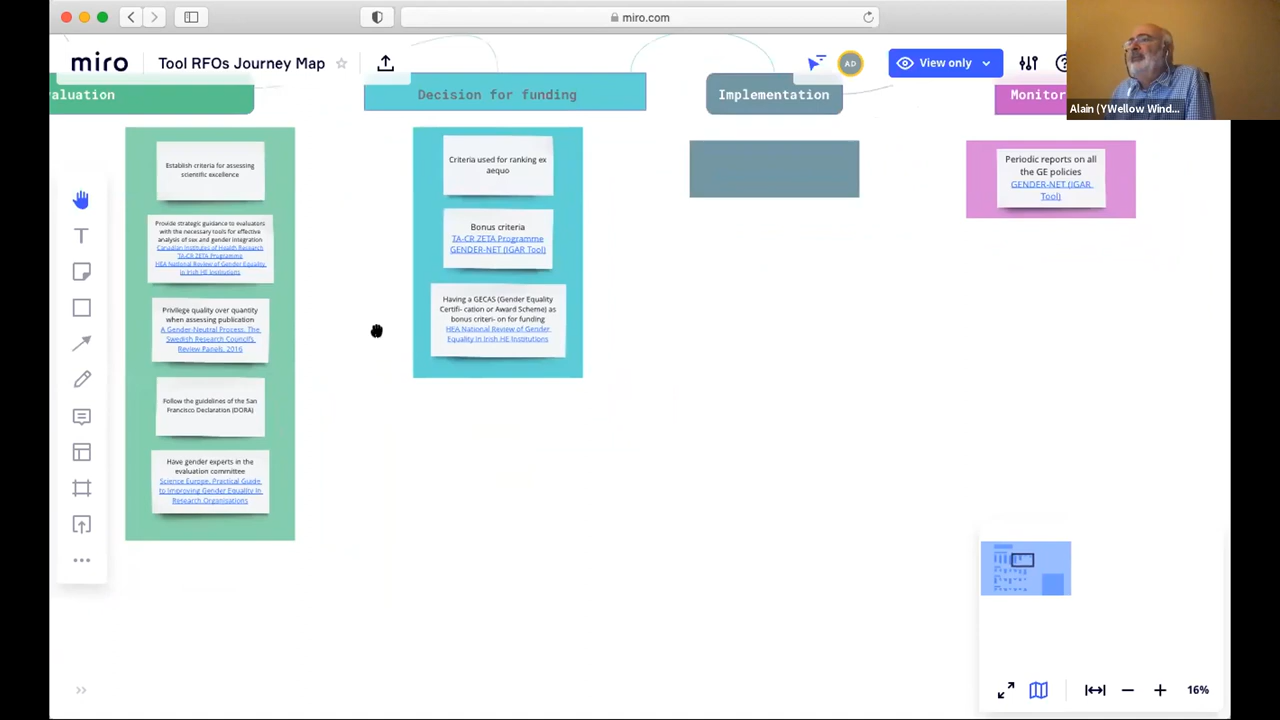 miro.com
miro
Tool RFOs Journey Map
AD
View only
Alain (YWellow Wind...
valuation
Decision for funding
Implementation
Monitor
Establish criteria for assessing
scientific excellence
Provide strategic guidance to evaluators
with the necessary tools for effective
analysis of sex and gender integration
Canadian Institutes of Health Research
TA-CR ZETA Programme
HEA National Review of Gender Equality
in Irish HE Institutions
Privilege quality over quantity
when assessing publication
A Gender-Neutral Process. The
Swedish Research Council's
Review Panels, 2016
Follow the guidelines of the San
Francisco Declaration (DORA)
Have gender experts in the
evaluation committee
Science Europe, Practical Guide
to Improving Gender Equality in
Research Organisations
Criteria used for ranking ex
aequo
Bonus criteria
TA-CR ZETA Programme
GENDER-NET (IGAR Tool)
Having a GECAS (Gender Equality
Certifi- cation or Award Scheme) as
bonus criteri- on for funding
HEA National Review of Gender
Equality in Irish HE Institutions
Periodic reports on all
the GE policies
GENDER-NET (IGAR
Tool)
16%